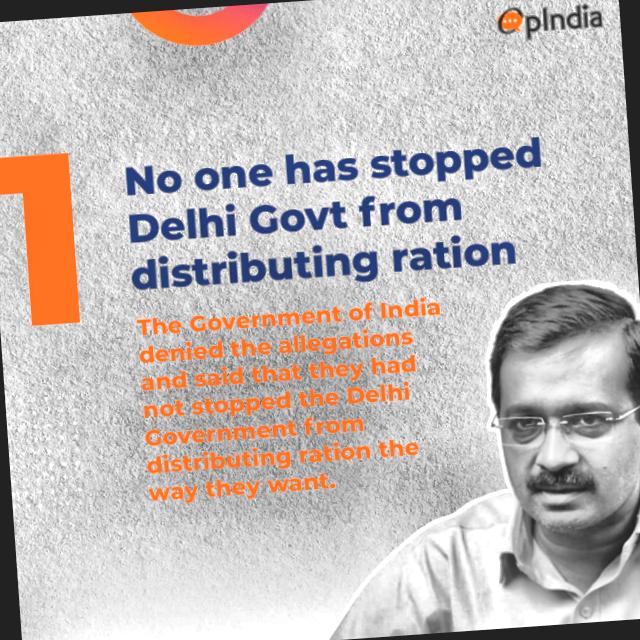 OpIndia
1
No one has stopped
Delhi Govt from
distributing ration
The Government of India
denied the allegations
and said that they had
not stopped the Delhi
Government from
distributing ration the
way they want.